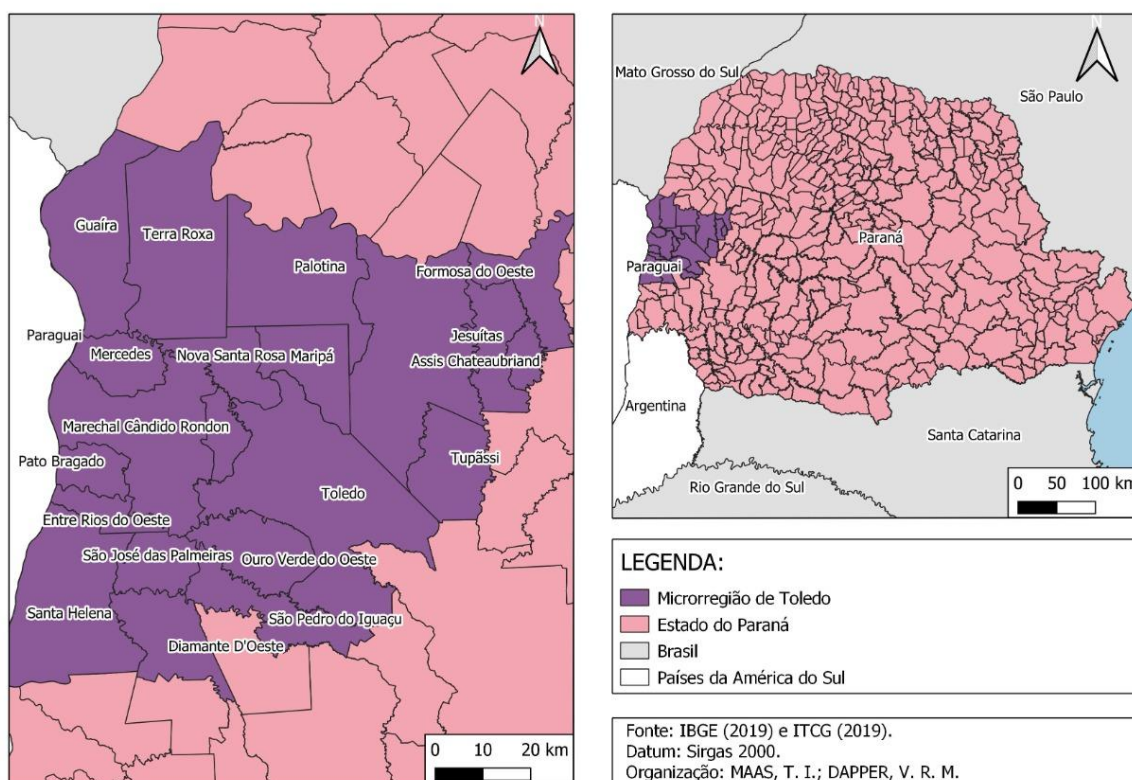 N
Guaíra
Terra Roxa
Palotina
Formosa do Oeste
Paraguai
Mercedes
Nova Santa Rosa
Maripá
Jesuítas
Assis Chateaubriand
Marechal Cândido Rondon
Pato Bragado
Tupãssi
Toledo
Entre Rios do Oeste
São José das Palmeiras
Ouro Verde do Oeste
Santa Helena
São Pedro do Iguaçu
Diamante D'Oeste
0 10 20 km
N
Mato Grosso do Sul
São Paulo
Paraná
Paraguai
Argentina
Santa Catarina
Rio Grande do Sul
0 50 100 km
LEGENDA:
Microrregião de Toledo
Estado do Paraná
Brasil
Países da América do Sul
Fonte: IBGE (2019) e ITCG (2019).
Datum: Sirgas 2000.
Organização: MAAS, T. I.; DAPPER, V. R. M.